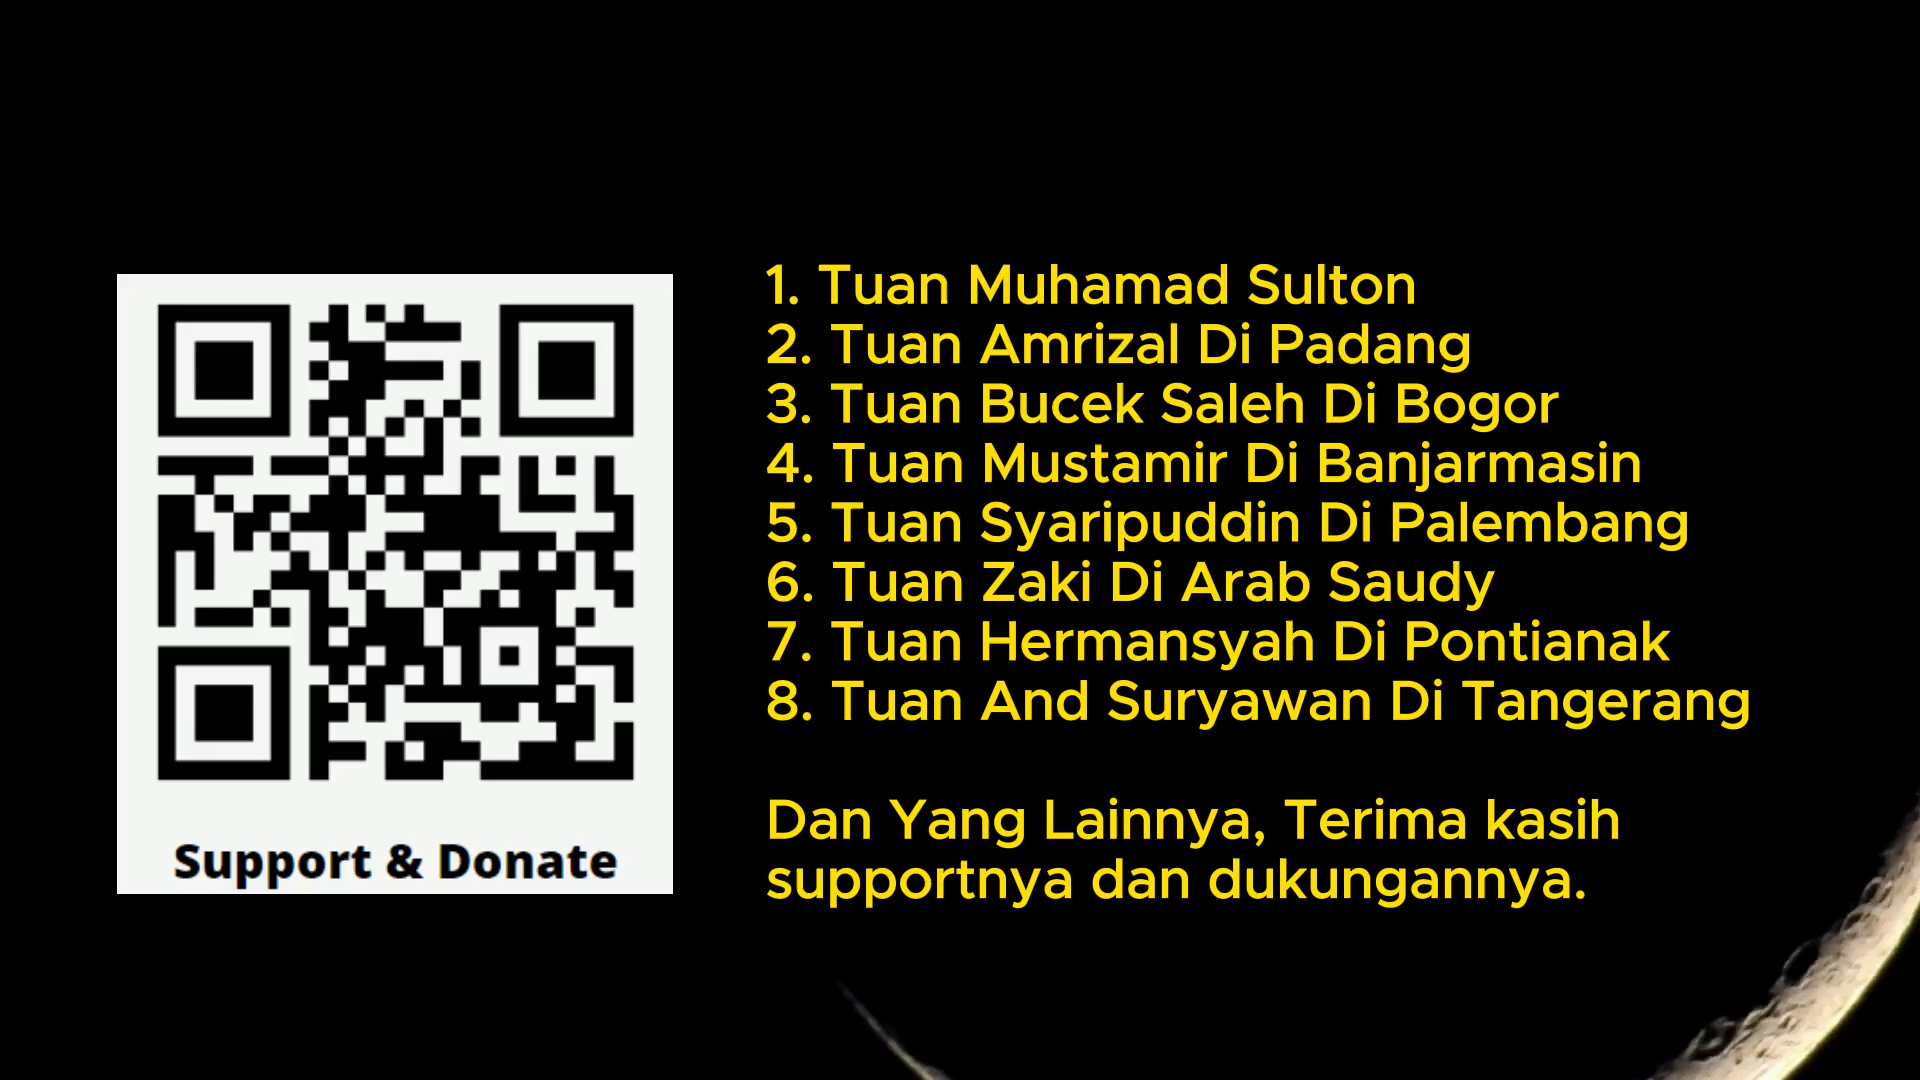 1. Tuan Muhamad Sulton
2. Tuan Amrizal Di Padang
3. Tuan Bucek Saleh Di Bogor
4. Tuan Mustamir Di Banjarmasin
5. Tuan Syaripuddin Di Palembang
6. Tuan Zaki Di Arab Saudy
7. Tuan Hermansyah Di Pontianak
8. Tuan And Suryawan Di Tangerang
Dan Yang Lainnya, Terima kasih
supportnya dan dukungannya.
Support & Donate